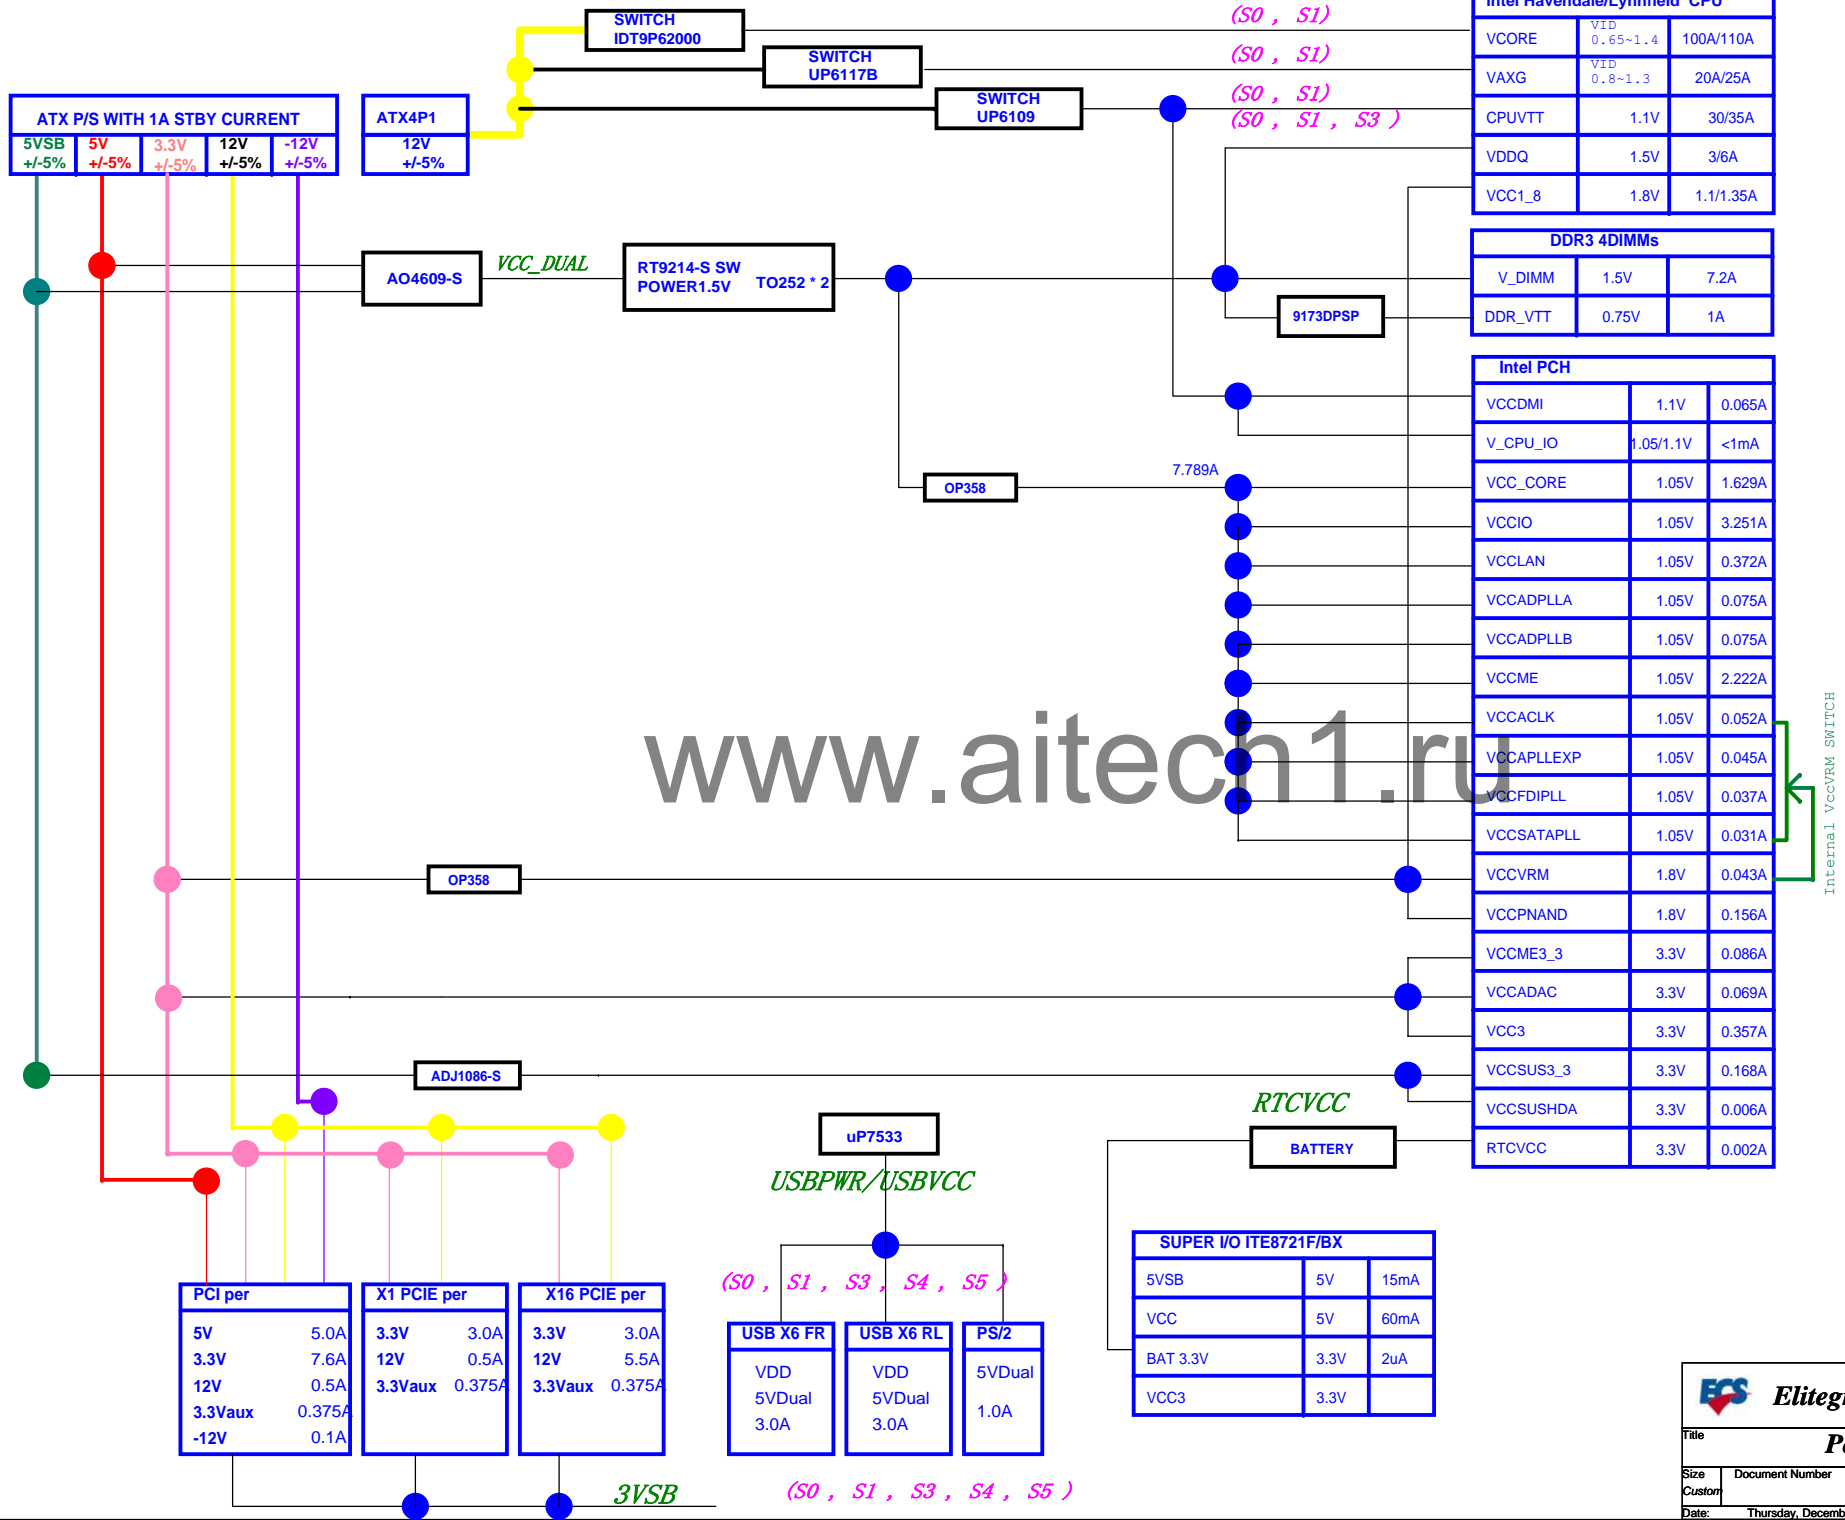 SWITCH
IDT9P62000
(S0 , S1)
Intel Havendale/Lynnfield CPU
VCORE VID 0.65~1.4 100A/110A
SWITCH
UP6117B
(S0 , S1)
VAXG VID 0.8~1.3 20A/25A
SWITCH
UP6109
(S0 , S1)
(S0 , S1 , S3 )
CPUVTT 1.1V 30/35A
VDDQ 1.5V 3/6A
VCC1_8 1.8V 1.1/1.35A
ATX P/S WITH 1A STBY CURRENT
5VSB +/-5%
5V +/-5%
3.3V +/-5%
12V +/-5%
-12V +/-5%
ATX4P1
12V
+/-5%
AO4609-S
VCC_DUAL
RT9214-S SW
POWER1.5V TO252 * 2
DDR3 4DIMMs
V_DIMM 1.5V 7.2A
DDR_VTT 0.75V 1A
9173DPSP
Intel PCH
VCCDMI 1.1V 0.065A
V_CPU_IO 1.05/1.1V <1mA
VCC_CORE 1.05V 1.629A
VCCIO 1.05V 3.251A
VCCLAN 1.05V 0.372A
VCCADPLLA 1.05V 0.075A
VCCADPLLB 1.05V 0.075A
VCCME 1.05V 2.222A
VCCACLK 1.05V 0.052A
VCCAPLLEXP 1.05V 0.045A
VCCFDIPLL 1.05V 0.037A
VCCSATAPLL 1.05V 0.031A
VCCVRM 1.8V 0.043A
VCCPNAND 1.8V 0.156A
VCCME3_3 3.3V 0.086A
VCCADAC 3.3V 0.069A
VCC3 3.3V 0.357A
VCCSUS3_3 3.3V 0.168A
VCCSUSHDA 3.3V 0.006A
RTCVCC 3.3V 0.002A
Internal VccVRM SWITCH
7.789A
OP358
www.aitech1.ru
OP358
ADJ1086-S
RTCVCC
BATTERY
uP7533
USBPWR/USBVCC
(S0 , S1 , S3 , S4 , S5 )
PCI per
5V 5.0A
3.3V 7.6A
12V 0.5A
3.3Vaux 0.375A
-12V 0.1A
X1 PCIE per
3.3V 3.0A
12V 0.5A
3.3Vaux 0.375A
X16 PCIE per
3.3V 3.0A
12V 5.5A
3.3Vaux 0.375A
USB X6 FR
VDD
5VDual
3.0A
USB X6 RL
VDD
5VDual
3.0A
PS/2
5VDual
1.0A
SUPER I/O ITE8721F/BX
5VSB 5V 15mA
VCC 5V 60mA
BAT 3.3V 3.3V 2uA
VCC3 3.3V
3VSB
(S0 , S1 , S3 , S4 , S5 )
ECS
Title
Size
Custom
Document Number
Date: Thursday,